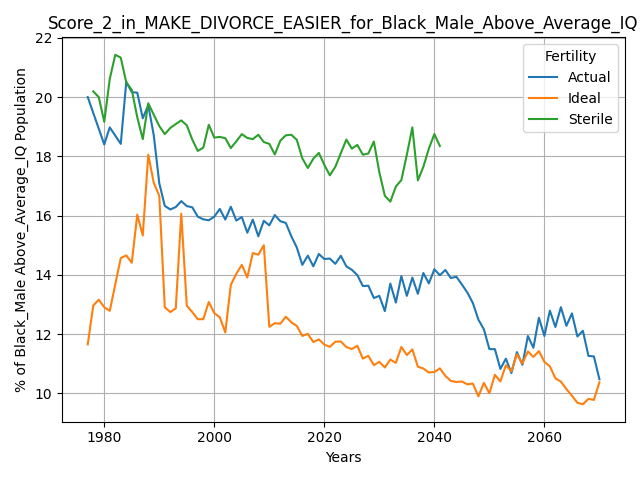 Score_2_in_MAKE_DIVORCE_EASIER_for_Black_Male_Above_Average_IQ
% of Black_Male Above_Average_IQ Population
22
20
18
16
14
12
10
Fertility
Actual
Ideal
Sterile
1980
2000
2020
2040
2060
Years